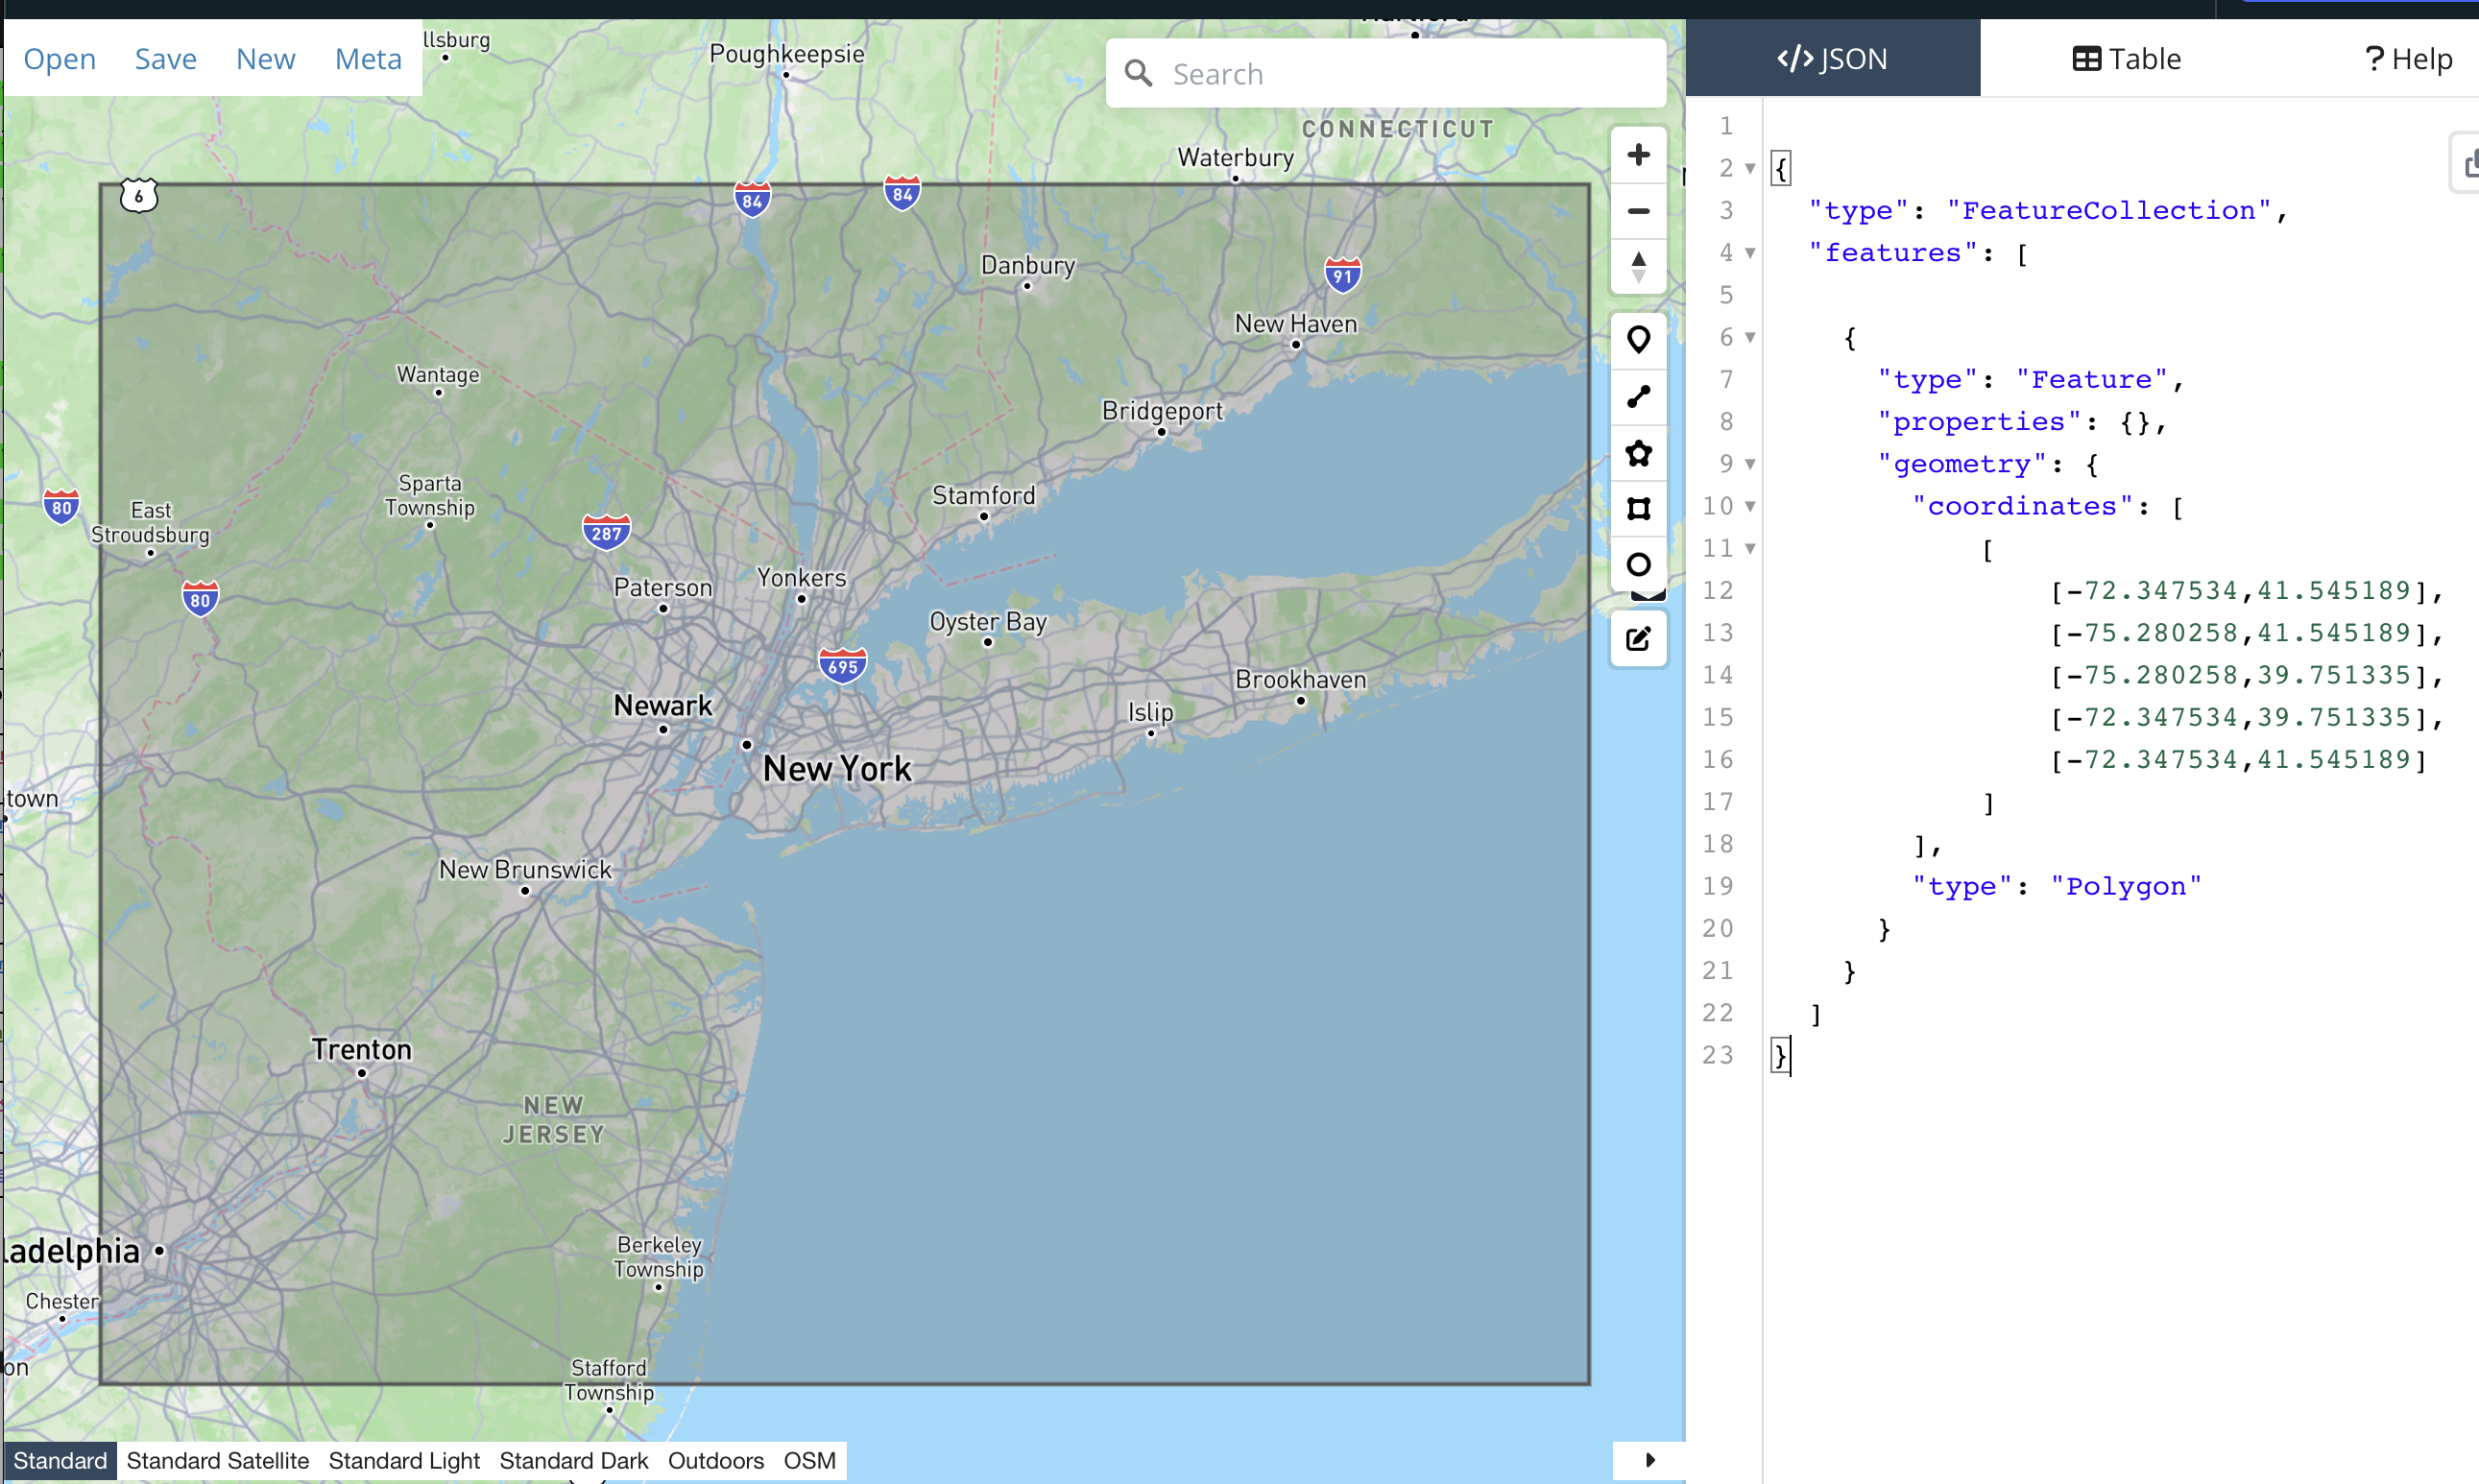 Open Save New Meta
Search
</> JSON
Table
? Help
llsburg
Poughkeepsie
CONNECTICUT
Waterbury
6
84
84
Danbury
91
New Haven
Wantage
Bridgeport
Sparta
Township
Stamford
80
East
Stroudsburg
287
80
Paterson
Yonkers
Oyster Bay
695
Brookhaven
Newark
Islip
New York
town
New Brunswick
Trenton
NEW
JERSEY
ladelphia
Berkeley
Township
Chester
on
Stafford
Township
Standard Standard Satellite Standard Light Standard Dark Outdoors OSM
1
2 {
3 "type": "FeatureCollection",
4 "features": [
5
6 {
7 "type": "Feature",
8 "properties": {},
9 "geometry": {
10 "coordinates": [
11 [
12 [-72.347534,41.545189],
13 [-75.280258,41.545189],
14 [-75.280258,39.751335],
15 [-72.347534,39.751335],
16 [-72.347534,41.545189]
17 ]
18 ],
19 "type": "Polygon"
20 }
21 }
22 ]
23 }